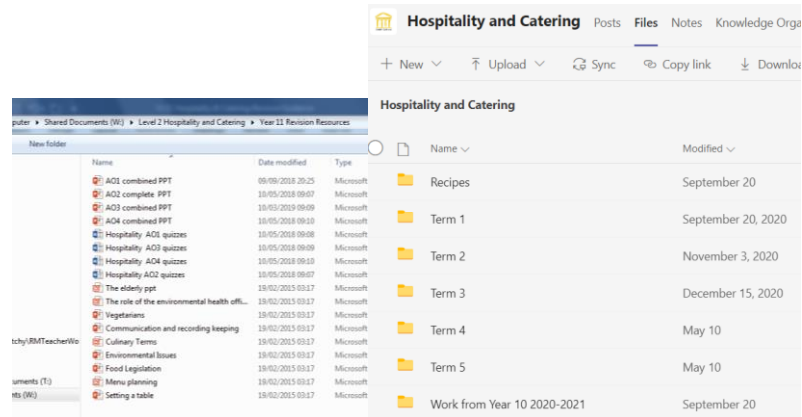 puter ▸ Shared Documents (W:) ▸ Level 2 Hospitality and Catering ▸ Year 11 Revision Resources
New folder
Name Date modified Type
AO1 combined PPT 09/09/2018 20:25 Microsoft
AO2 complete PPT 10/05/2018 09:07 Microsoft
AO3 combined PPT 10/03/2019 09:09 Microsoft
AO4 combined PPT 10/05/2018 09:10 Microsoft
Hospitality AO1 quizzes 10/05/2018 09:08 Microsoft
Hospitality AO3 quizzes 10/05/2018 09:09 Microsoft
Hospitality AO4 quizzes 10/05/2018 09:10 Microsoft
Hospitality AO2 quizzes 10/05/2018 09:07 Microsoft
The elderly ppt 19/02/2015 03:17 Microsoft
The role of the environmental health offi... 19/02/2015 03:17 Microsoft
Vegetarians 19/02/2015 03:17 Microsoft
Communication and recording keeping 19/02/2015 03:17 Microsoft
tchy\RMTeacherWo Culinary Terms 19/02/2015 03:17 Microsoft
Environmental Issues 19/02/2015 03:17 Microsoft
Food Legislation 19/02/2015 03:17 Microsoft
uments (T:) Menu planning 19/02/2015 03:17 Microsoft
nts (W:) Setting a table 19/02/2015 03:17 Microsoft
Hospitality and Catering Posts Files Notes Knowledge Orga
+ New Upload Sync Copy link Downloa
Hospitality and Catering
Name Modified
Recipes September 20
Term 1 September 20, 2020
Term 2 November 3, 2020
Term 3 December 15, 2020
Term 4 May 10
Term 5 May 10
Work from Year 10 2020-2021 September 20